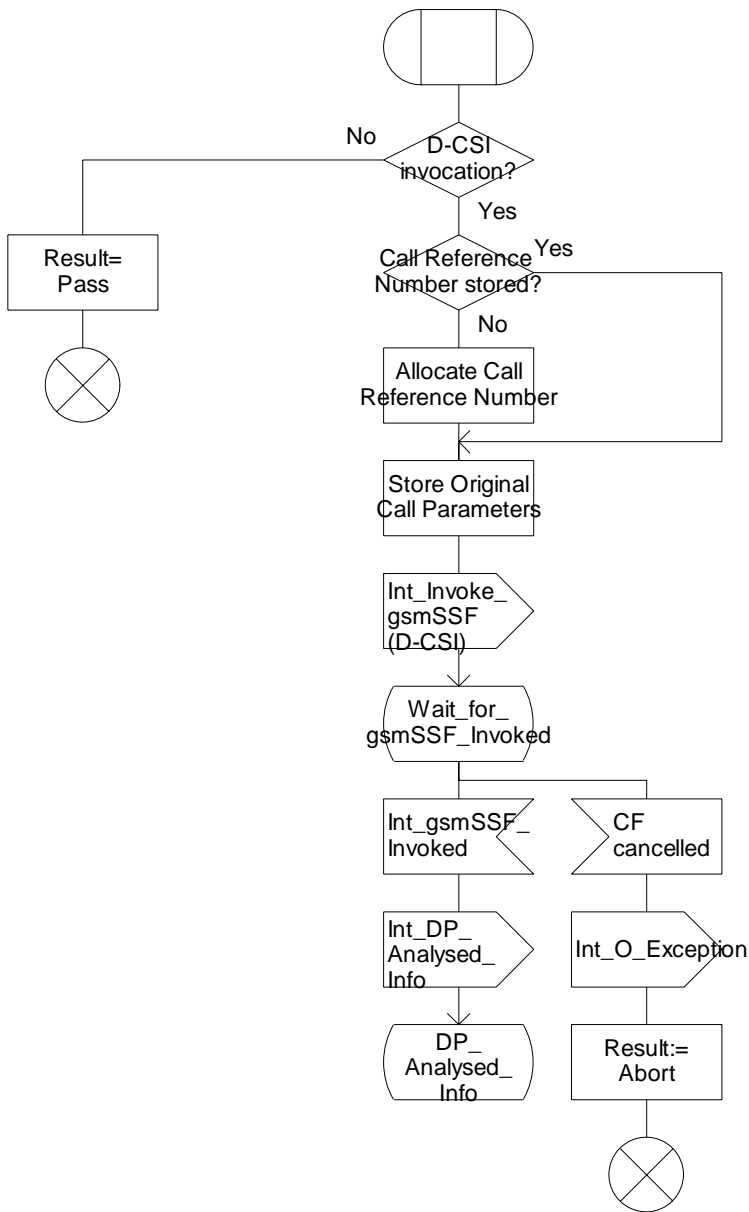 No
D-CSI
invocation?
Yes
Result=
Pass
Call Reference
Number stored?
Yes
No
Allocate Call
Reference Number
Store Original
Call Parameters
Int_Invoke_
gsmSSF
(D-CSI)
Wait_for_
gsmSSF_Invoked
Int_gsmSSF_
Invoked
CF
cancelled
Int_DP_
Analysed_
Info
Int_O_Exception
DP_
Analysed_
Info
Result:=
Abort